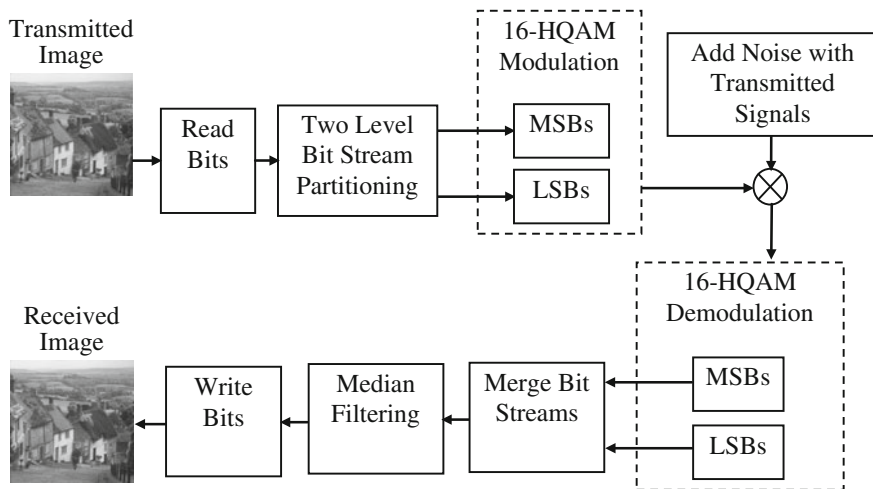 Transmitted
Image
Read
Bits
Two Level
Bit Stream
Partitioning
16-HQAM
Modulation
MSBs
LSBs
Add Noise with
Transmitted
Signals
16-HQAM
Demodulation
MSBs
LSBs
Merge Bit
Streams
Median
Filtering
Write
Bits
Received
Image